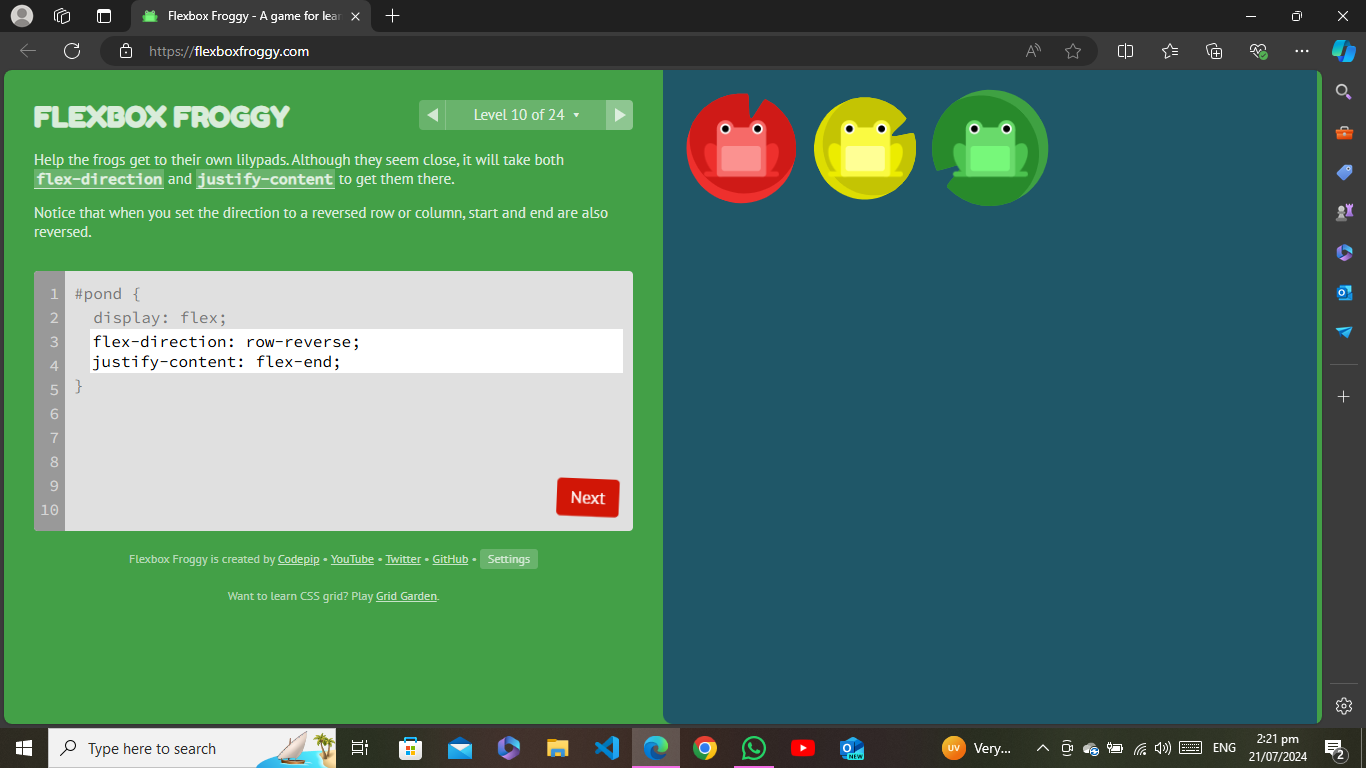 Flexbox Froggy - A game for lear
https://flexboxfroggy.com
FLEXBOX FROGGY
Level 10 of 24
Help the frogs get to their own lilypads. Although they seem close, it will take both
flex-direction and justify-content to get them there.
Notice that when you set the direction to a reversed row or column, start and end are also
reversed.
1 #pond {
2 display: flex;
3 flex-direction: row-reverse;
4 justify-content: flex-end;
5 }
6
7
8
9
10
Next
Flexbox Froggy is created by Codepip • YouTube • Twitter • GitHub • Settings
Want to learn CSS grid? Play Grid Garden.
Type here to search
NEW
UV
Very...
ENG
2:21 pm
21/07/2024
2